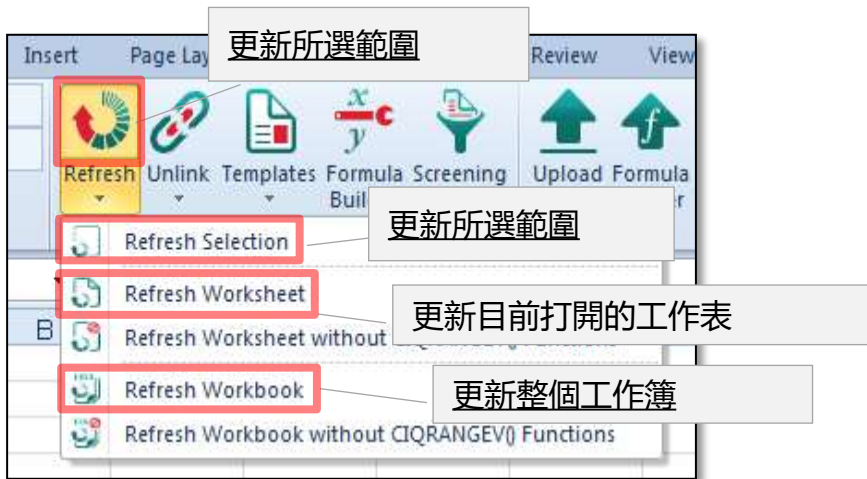 更新所選範圍
Insert Page Lay Review View
Refresh Unlink Templates Formula Screening Upload Formula
更新所選範圍
Refresh Selection
Refresh Worksheet
更新目前打開的工作表
B
Refresh Worksheet without
Refresh Workbook
更新整個工作簿
Refresh Workbook without CIQRANGEV() Functions